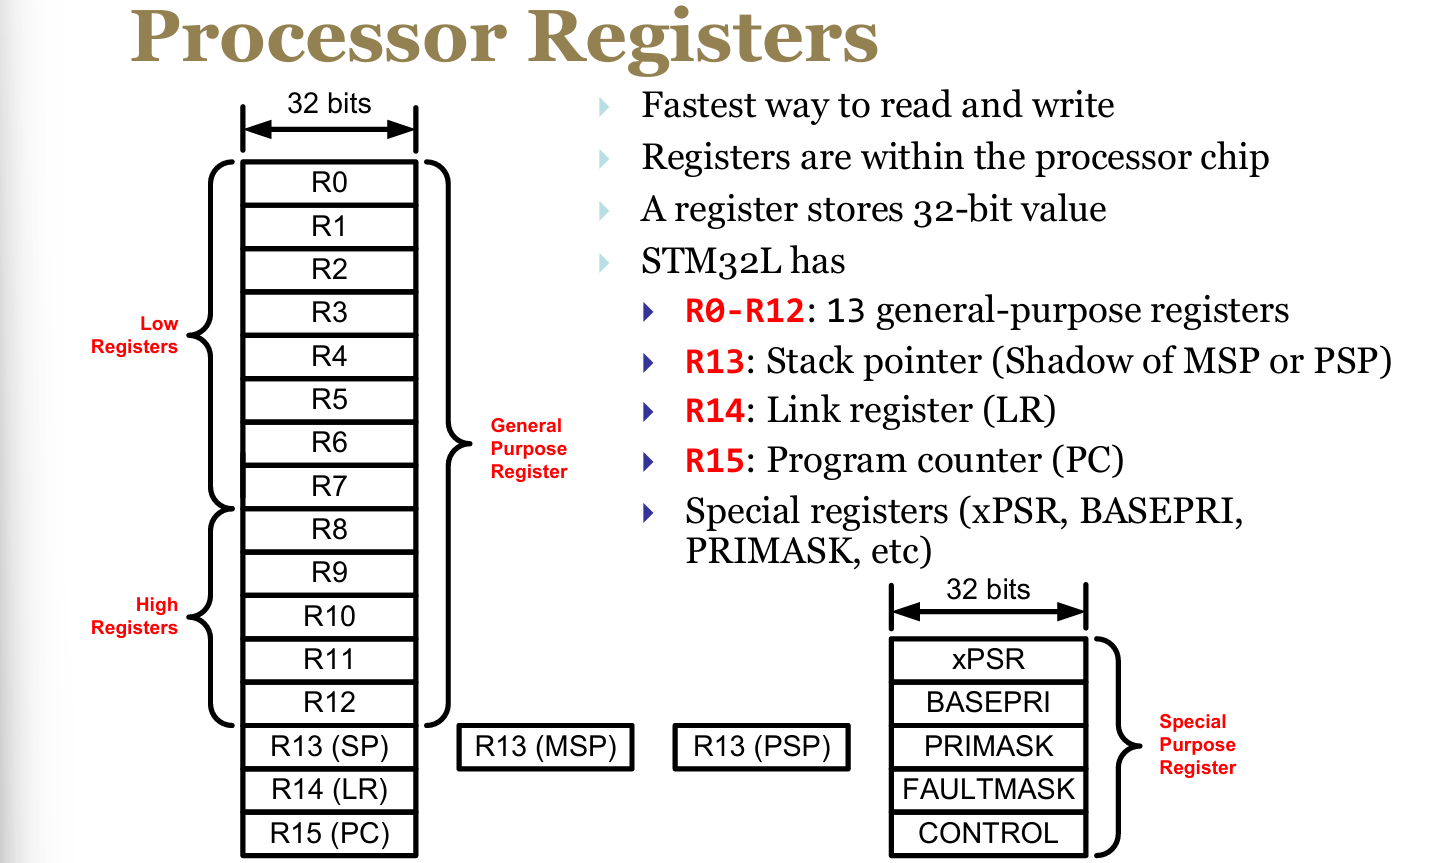 Processor Registers
32 bits
R0
R1
R2
R3
R4
R5
R6
R7
R8
R9
R10
R11
R12
R13 (SP)
R14 (LR)
R15 (PC)
Low
Registers
High
Registers
General
Purpose
Register
R13 (MSP)
R13 (PSP)
Fastest way to read and write
Registers are within the processor chip
A register stores 32-bit value
STM32L has
R0-R12: 13 general-purpose registers
R13: Stack pointer (Shadow of MSP or PSP)
R14: Link register (LR)
R15: Program counter (PC)
Special registers (xPSR, BASEPRI,
PRIMASK, etc)
32 bits
xPSR
BASEPRI
PRIMASK
FAULTMASK
CONTROL
Special
Purpose
Register